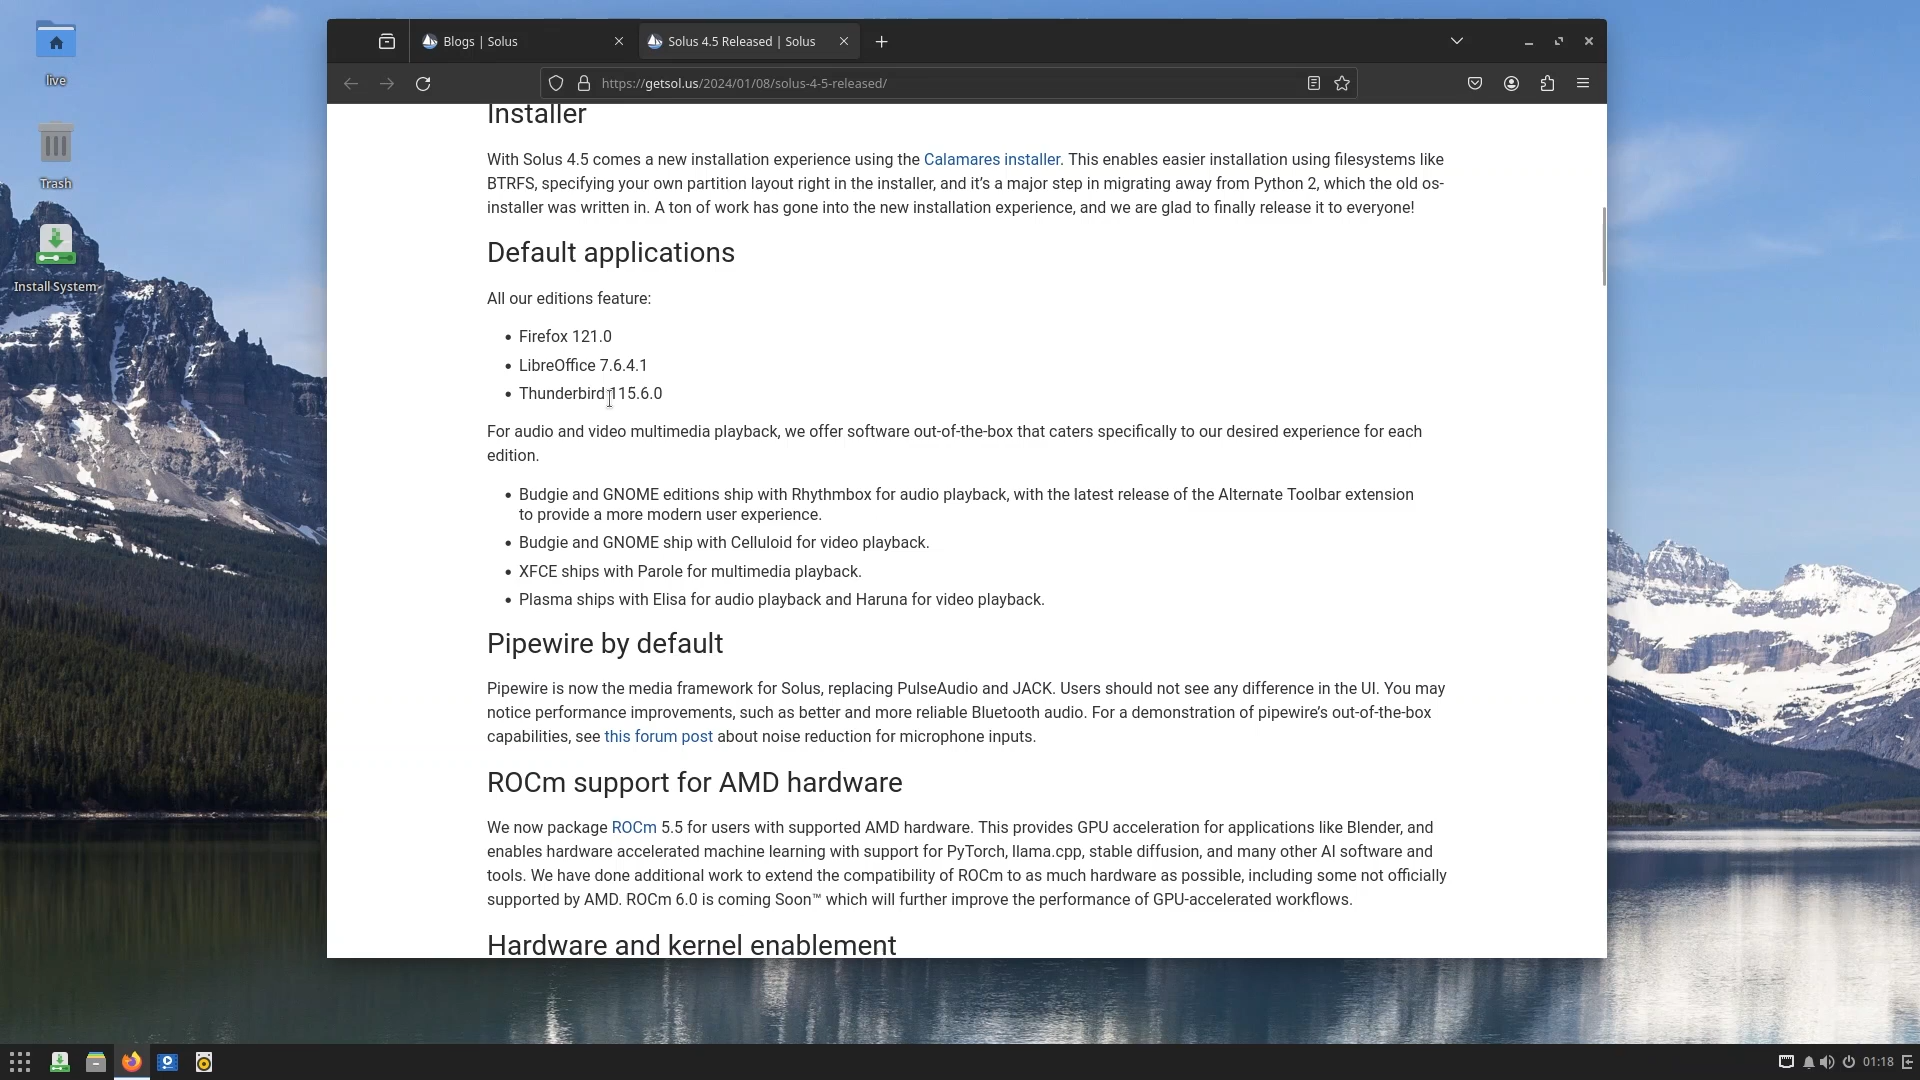 live
Trash
Install System
Blogs | Solus
Solus 4.5 Released | Solus
https://getsol.us/2024/01/08/solus-4-5-released/
Installer
With Solus 4.5 comes a new installation experience using the Calamares installer. This enables easier installation using filesystems like
BTRFS, specifying your own partition layout right in the installer, and it’s a major step in migrating away from Python 2, which the old os-
installer was written in. A ton of work has gone into the new installation experience, and we are glad to finally release it to everyone!
Default applications
All our editions feature:
• Firefox 121.0
• LibreOffice 7.6.4.1
• Thunderbird 115.6.0
For audio and video multimedia playback, we offer software out-of-the-box that caters specifically to our desired experience for each
edition.
• Budgie and GNOME editions ship with Rhythmbox for audio playback, with the latest release of the Alternate Toolbar extension
to provide a more modern user experience.
• Budgie and GNOME ship with Celluloid for video playback.
• XFCE ships with Parole for multimedia playback.
• Plasma ships with Elisa for audio playback and Haruna for video playback.
Pipewire by default
Pipewire is now the media framework for Solus, replacing PulseAudio and JACK. Users should not see any difference in the UI. You may
notice performance improvements, such as better and more reliable Bluetooth audio. For a demonstration of pipewire’s out-of-the-box
capabilities, see this forum post about noise reduction for microphone inputs.
ROCm support for AMD hardware
We now package ROCm 5.5 for users with supported AMD hardware. This provides GPU acceleration for applications like Blender, and
enables hardware accelerated machine learning with support for PyTorch, llama.cpp, stable diffusion, and many other AI software and
tools. We have done additional work to extend the compatibility of ROCm to as much hardware as possible, including some not officially
supported by AMD. ROCm 6.0 is coming Soon™ which will further improve the performance of GPU-accelerated workflows.
Hardware and kernel enablement
01:18